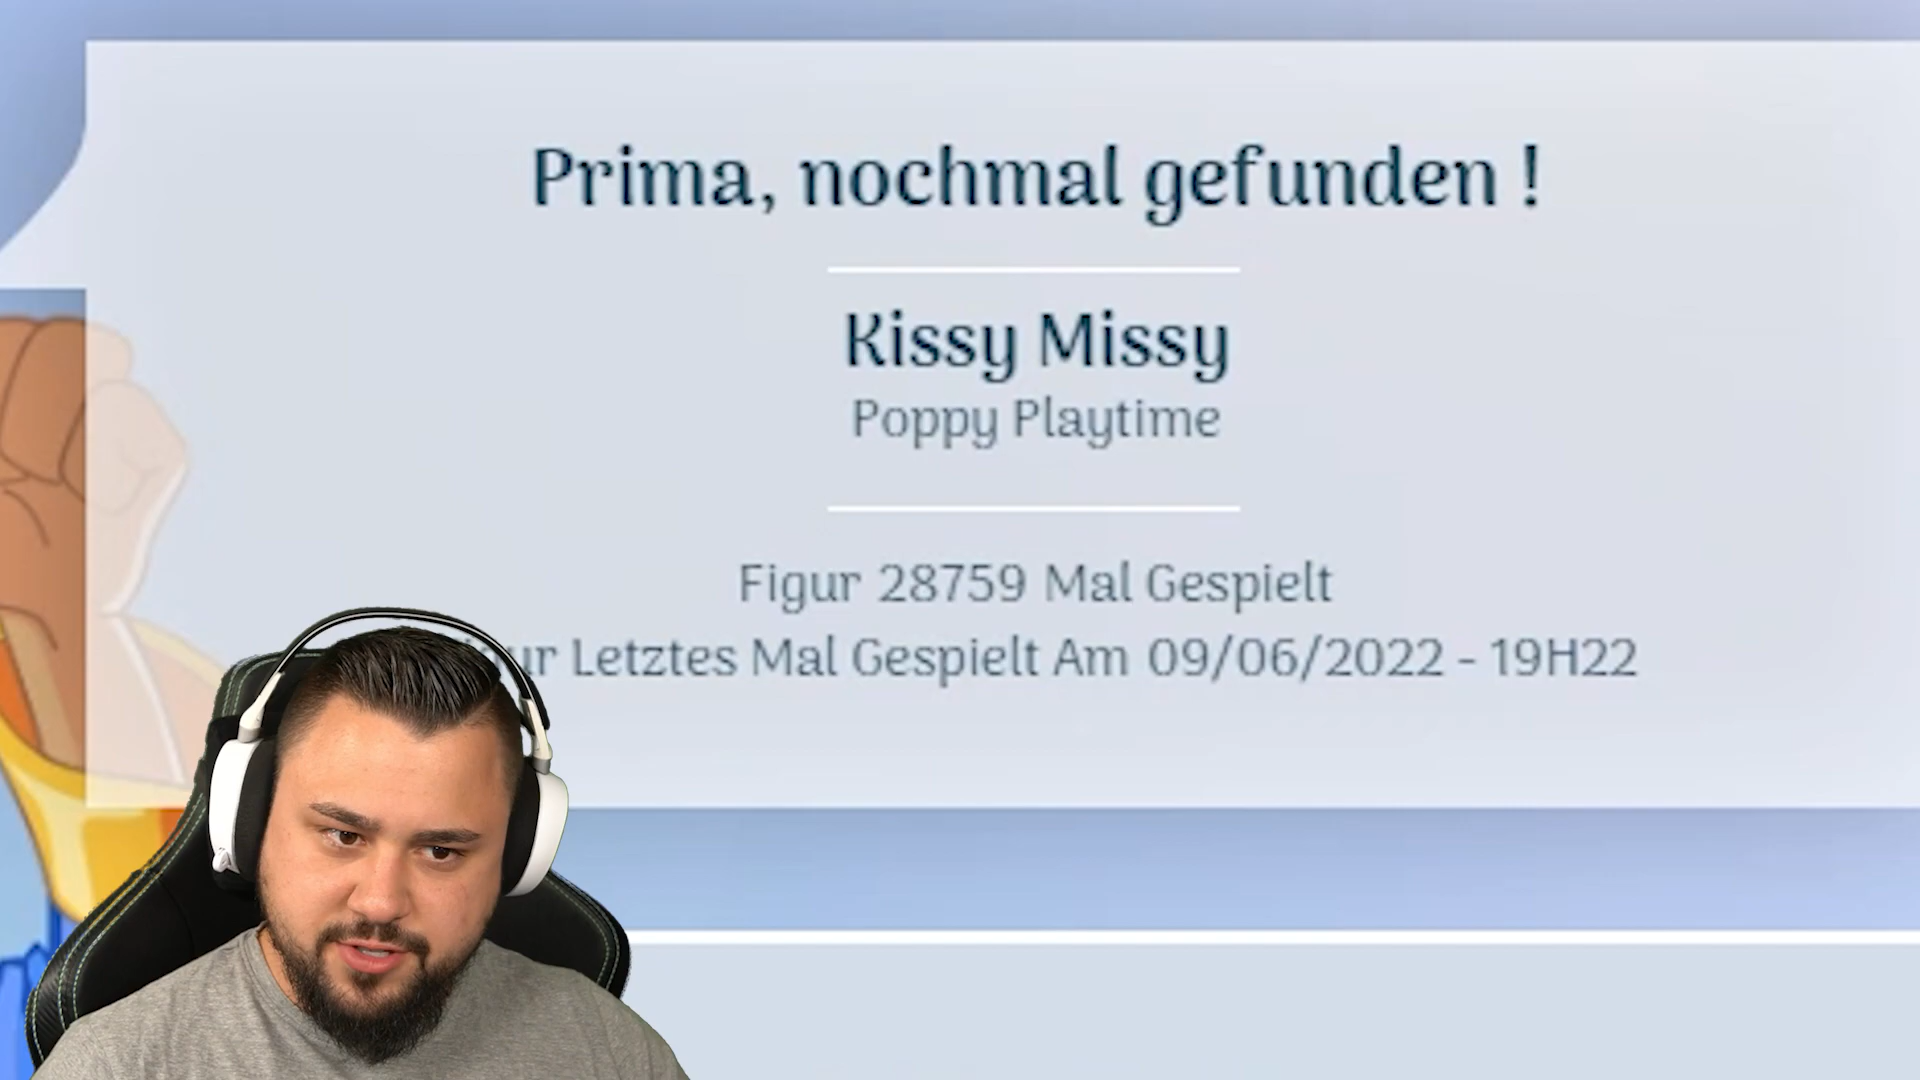 Prima, nochmal gefunden !
Kissy Missy
Poppy Playtime
Figur 28759 Mal Gespielt
Letztes Mal Gespielt Am 09/06/2022 - 19H22